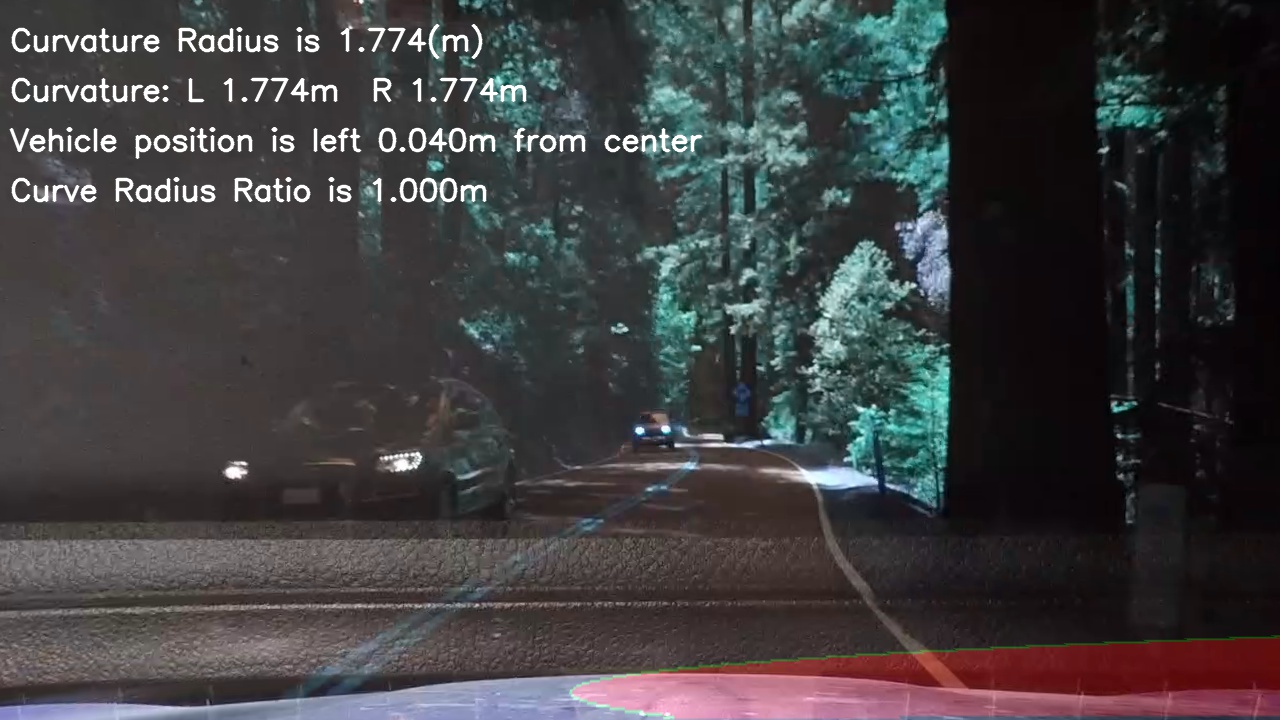 Curvature Radius is 1.774(m)
Curvature: L 1.774m R 1.774m
Vehicle position is left 0.040m from center
Curve Radius Ratio is 1.000m